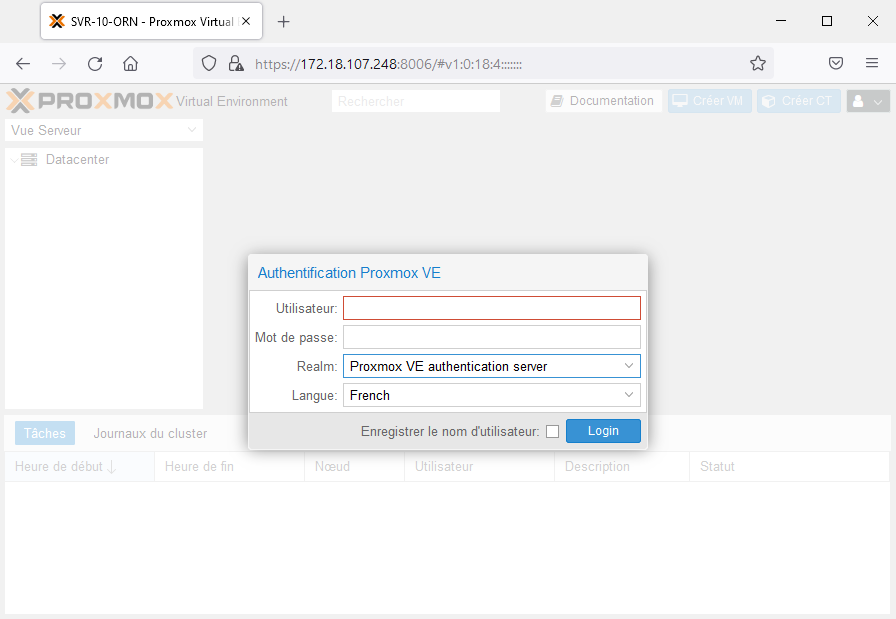 SVR-10-ORN - Proxmox Virtual
https://172.18.107.248:8006/#v1:0:18:4:::::::
PROXMOX Virtual Environment Rechercher Documentation Créer VM Créer CT
Vue Serveur
Datacenter
Authentification Proxmox VE
Utilisateur:
Mot de passe:
Realm: Proxmox VE authentication server
Langue: French
Enregistrer le nom d'utilisateur: Login
Tâches Journaux du cluster
Heure de début Heure de fin Nœud Utilisateur Description Statut